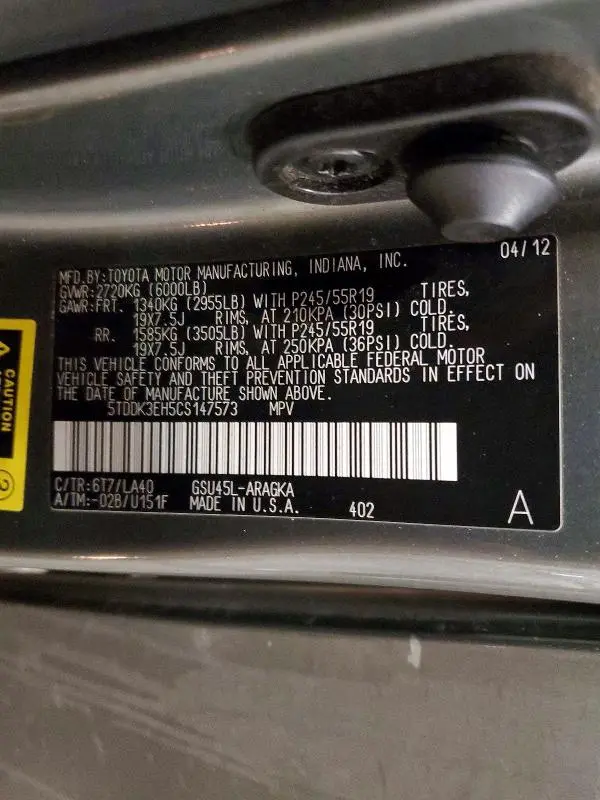 04/12
MFD.BY:TOYOTA MOTOR MANUFACTURING, INDIANA, INC.
GVWR:2720KG (6000LB)
GAWR:FRT. 1340KG (2955LB) WITH P245/55R19 TIRES,
19X7.5J RIMS, AT 210KPA (30PSI) COLD.
RR. 1585KG (3505LB) WITH P245/55R19 TIRES,
19X7.5J RIMS, AT 250KPA (36PSI) COLD.
THIS VEHICLE CONFORMS TO ALL APPLICABLE FEDERAL MOTOR
VEHICLE SAFETY AND THEFT PREVENTION STANDARDS IN EFFECT ON
THE DATE OF MANUFACTURE SHOWN ABOVE.
5TDDK3EH5CS147573 MPV
C/TR:6T7/LA40 GSU45L-ARAGKA
A/TM:-02B/U151F MADE IN U.S.A. 402 A
CAUTION
2